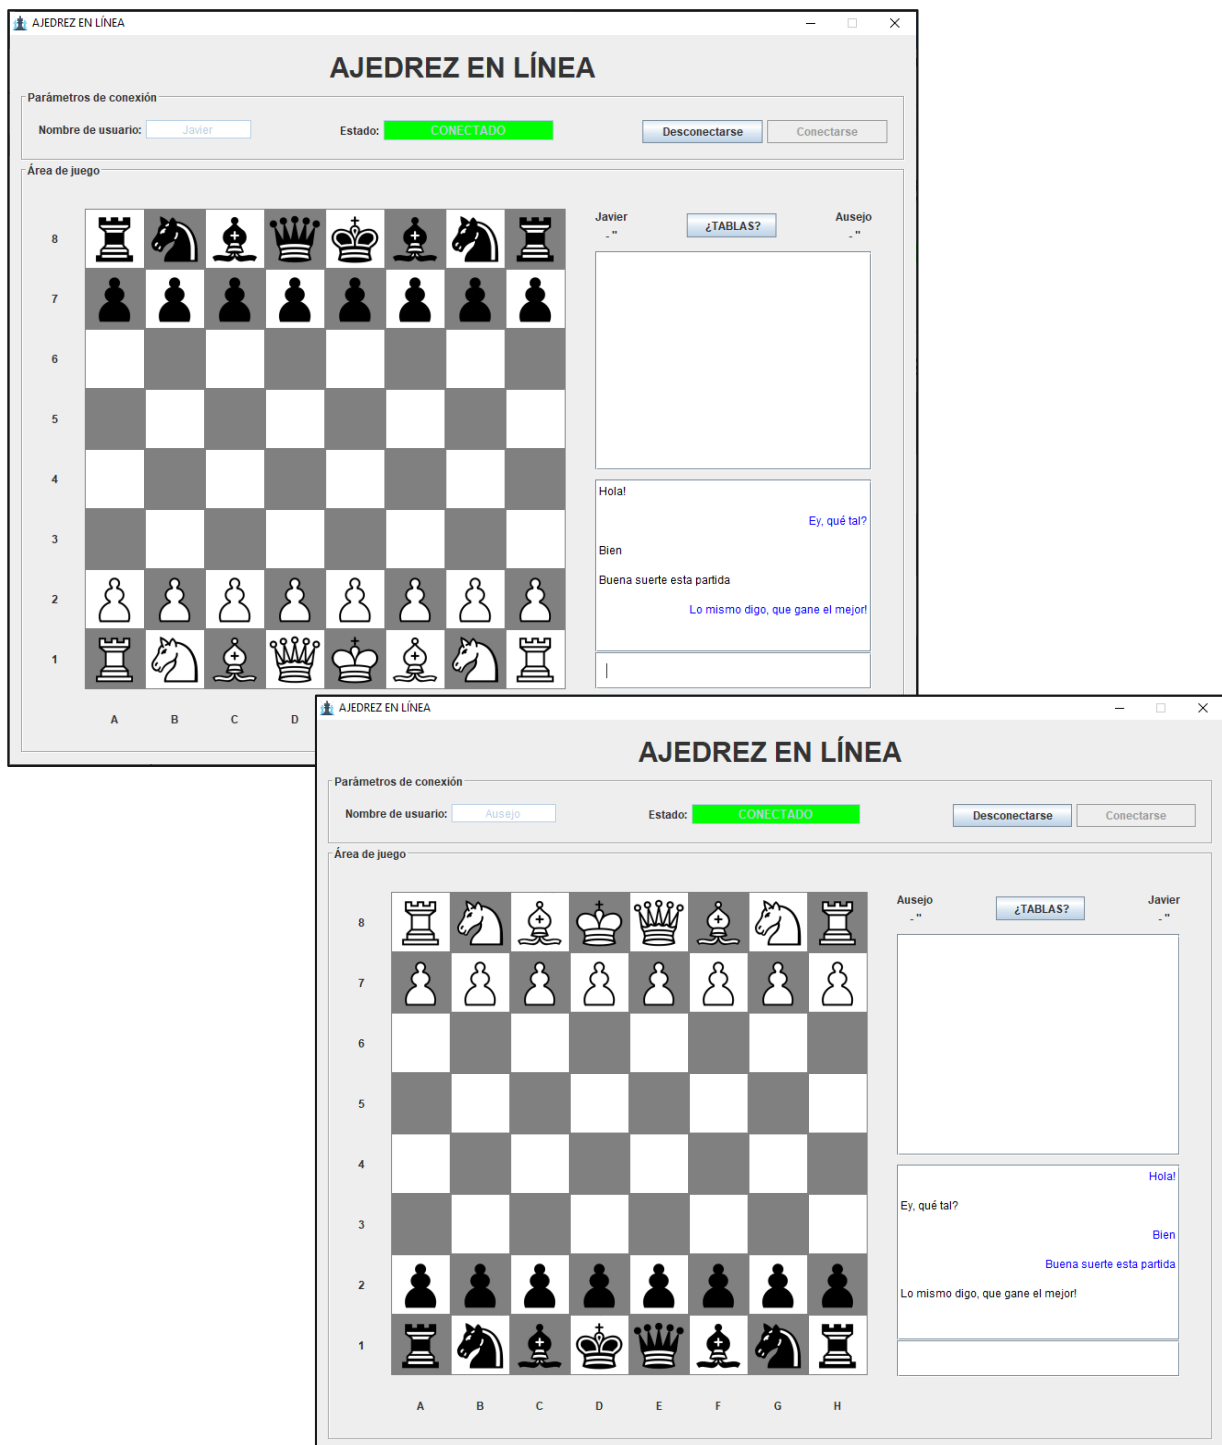 AJEDREZ EN LÍNEA
AJEDREZ EN LÍNEA
Parámetros de conexión
Nombre de usuario: Javier Estado: CONECTADO Desconectarse Conectarse
Área de juego
Javier ¿TABLAS? Ausejo
- " - "
8
7
6
5
4
3
2
1
A B C D
Hola!
Ey, qué tal?
Bien
Buena suerte esta partida
Lo mismo digo, que gane el mejor!
AJEDREZ EN LÍNEA
AJEDREZ EN LÍNEA
Parámetros de conexión
Nombre de usuario: Ausejo Estado: CONECTADO Desconectarse Conectarse
Área de juego
Ausejo ¿TABLAS? Javier
- " - "
8
7
6
5
4
3
2
1
A B C D E F G H
Hola!
Ey, qué tal?
Bien
Buena suerte esta partida
Lo mismo digo, que gane el mejor!